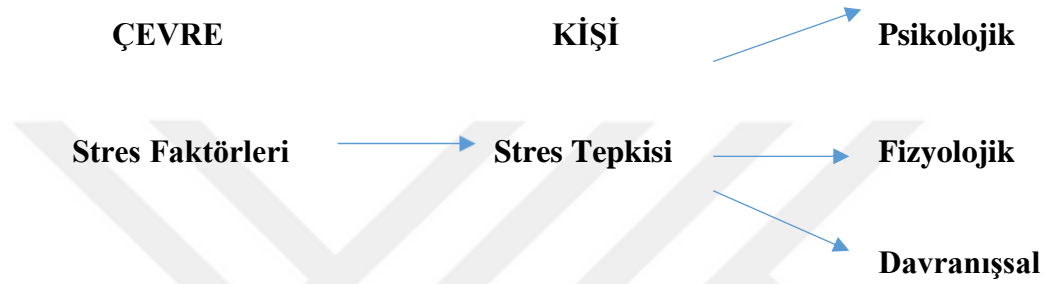 ÇEVRE KİŞİ Psikolojik
Stres Faktörleri Stres Tepkisi Fizyolojik
Davranışsal